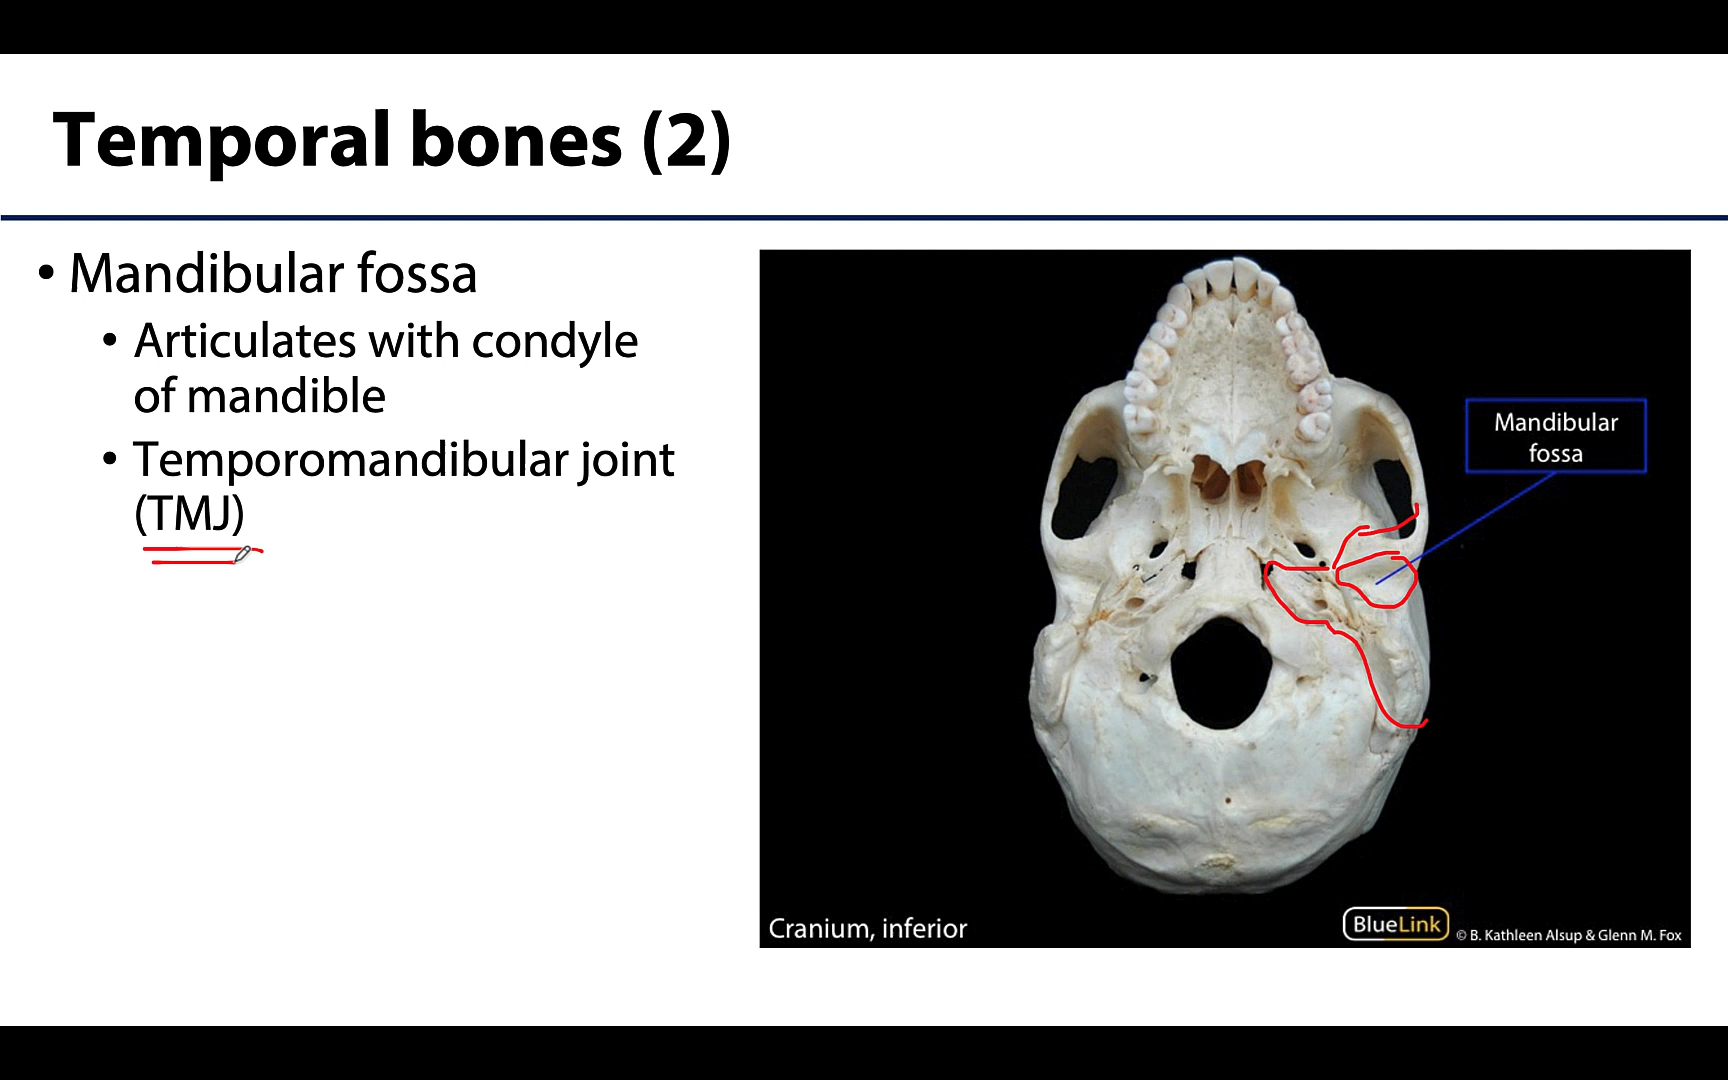 Temporal bones (2)
• Mandibular fossa
• Articulates with condyle
of mandible
• Temporomandibular joint
(TMJ)
Mandibular
fossa
Cranium, inferior
BlueLink
© B. Kathleen Alsup & Glenn M. Fox